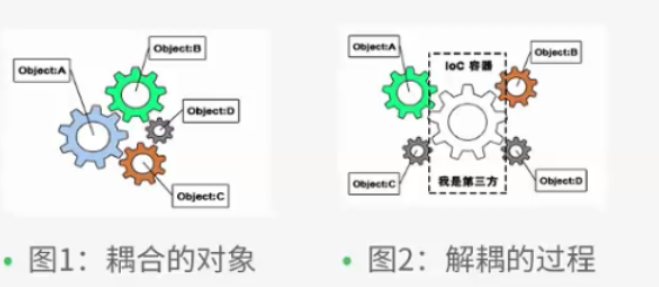 Object:B
Object:A
Object:D
Object:C
• 图1：耦合的对象
Object:A
IoC 容器
Object:B
Object:C
我是第三方
Object:D
• 图2：解耦的过程